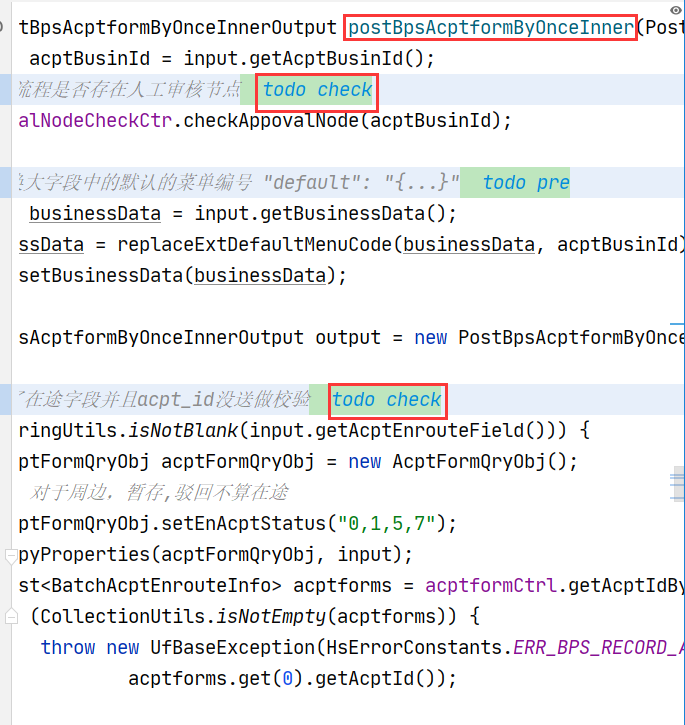 tBpsAcptformByOnceInnerOutput postBpsAcptformByOnceInner(Post
acptBusinId = input.getAcptBusinId();
流程是否存在人工审核节点 todo check
alNodeCheckCtr.checkAppovalNode(acptBusinId);
大字段中的默认的菜单编号 "default": "{...}" todo pre
businessData = input.getBusinessData();
ssData = replaceExtDefaultMenuCode(businessData, acptBusinId)
setBusinessData(businessData);
sAcptformByOnceInnerOutput output = new PostBpsAcptformByOnce
在途字段并且acpt_id没送做校验 todo check
ringUtils.isNotBlank(input.getAcptEnrouteField())) {
ptFormQryObj acptFormQryObj = new AcptFormQryObj();
对于周边，暂存,驳回不算在途
ptFormQryObj.setEnAcptStatus("0,1,5,7");
pyProperties(acptFormQryObj, input);
st<BatchAcptEnrouteInfo> acptforms = acptformCtrl.getAcptIdBy
(CollectionUtils.isNotEmpty(acptforms)) {
throw new UfBaseException(HsErrorConstants.ERR_BPS_RECORD_A
acptforms.get(0).getAcptId());